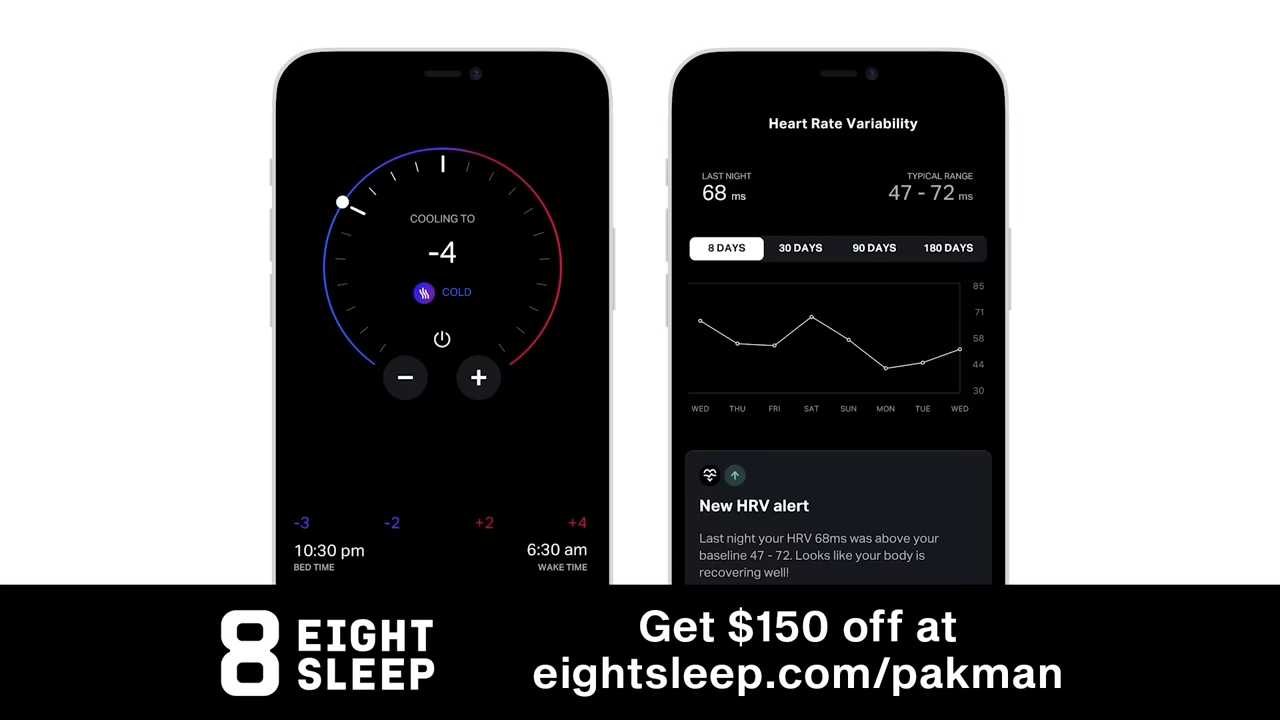 COOLING TO
-4
COLD
-3 -2 +2 +4
10:30 pm 6:30 am
BED TIME WAKE TIME
Heart Rate Variability
LAST NIGHT TYPICAL RANGE
68 ms 47 - 72 ms
8 DAYS 30 DAYS 90 DAYS 180 DAYS
85
71
58
44
30
WED THU FRI SAT SUN MON TUE WED
New HRV alert
Last night your HRV 68ms was above your
baseline 47 - 72. Looks like your body is
recovering well!
8 EIGHT
SLEEP
Get $150 off at
eightsleep.com/pakman